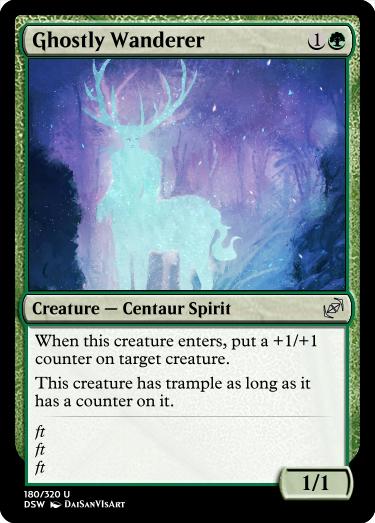 Ghostly Wanderer 1
Creature — Centaur Spirit
When this creature enters, put a +1/+1
counter on target creature.
This creature has trample as long as it
has a counter on it.
ft
ft
ft
1/1
180/320 U
DSW DaiSanVisArt